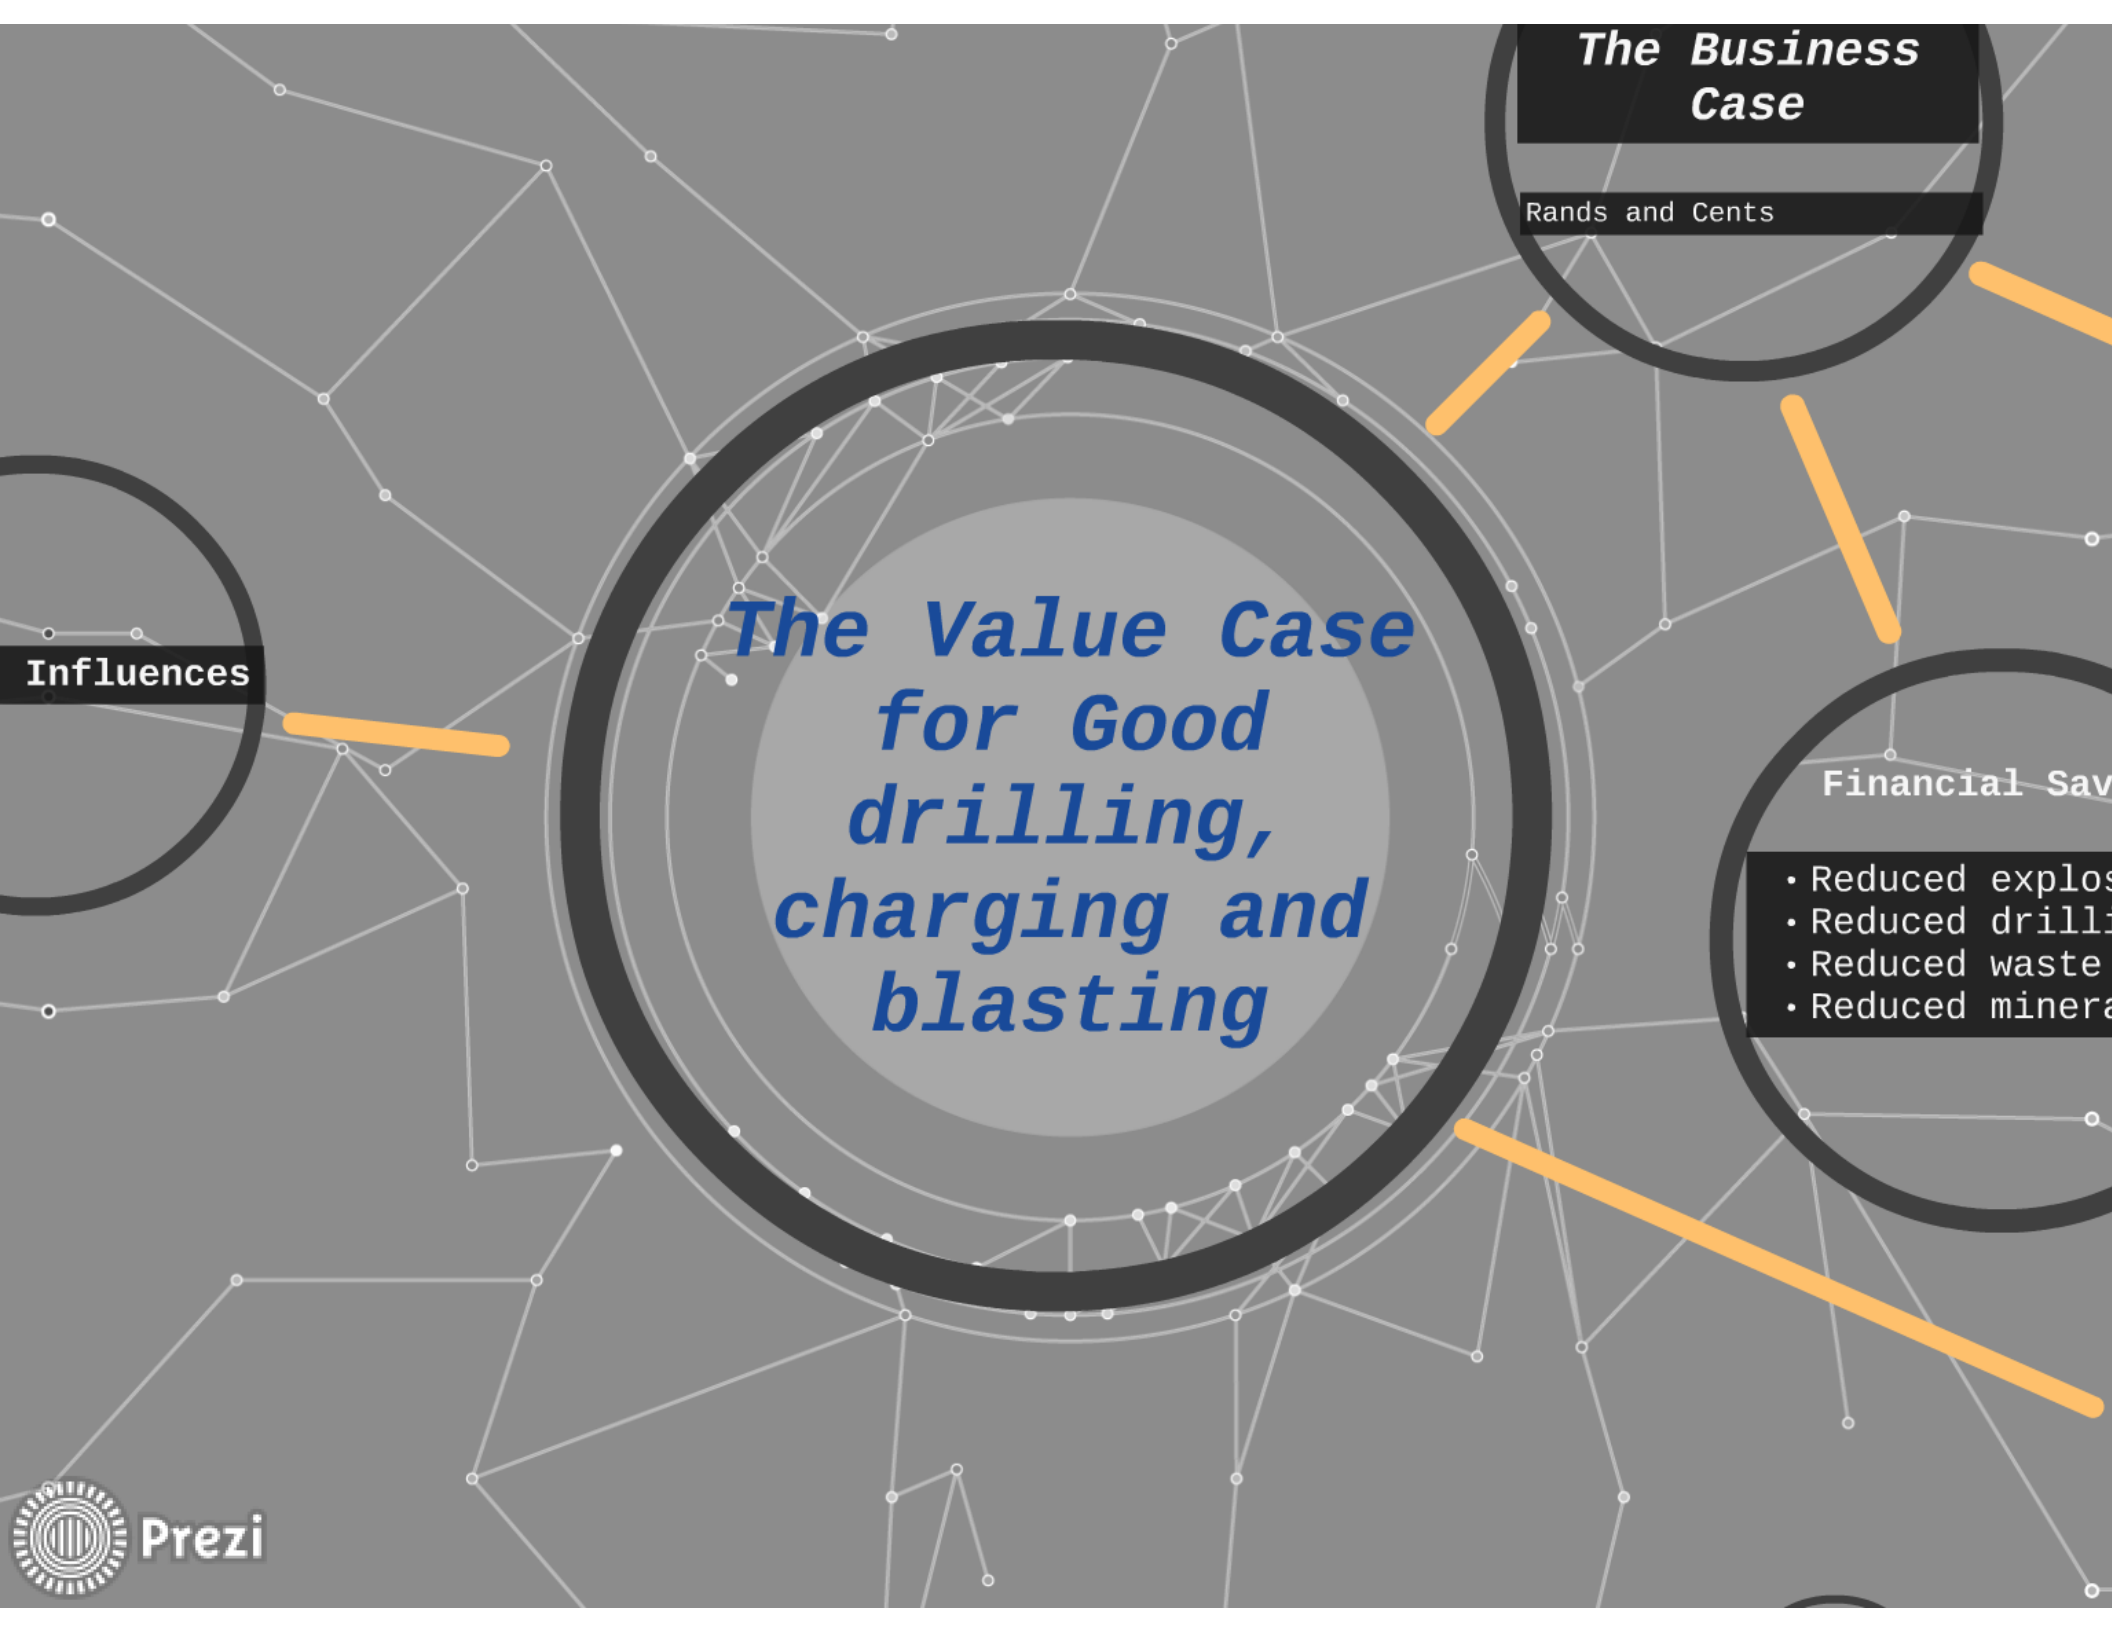 The Business
Case
Rands and Cents
The Value Case
for Good
drilling,
charging and
blasting
Influences
Financial
• Reduced
• Reduced
• Reduced waste
• Reduced
Prezi